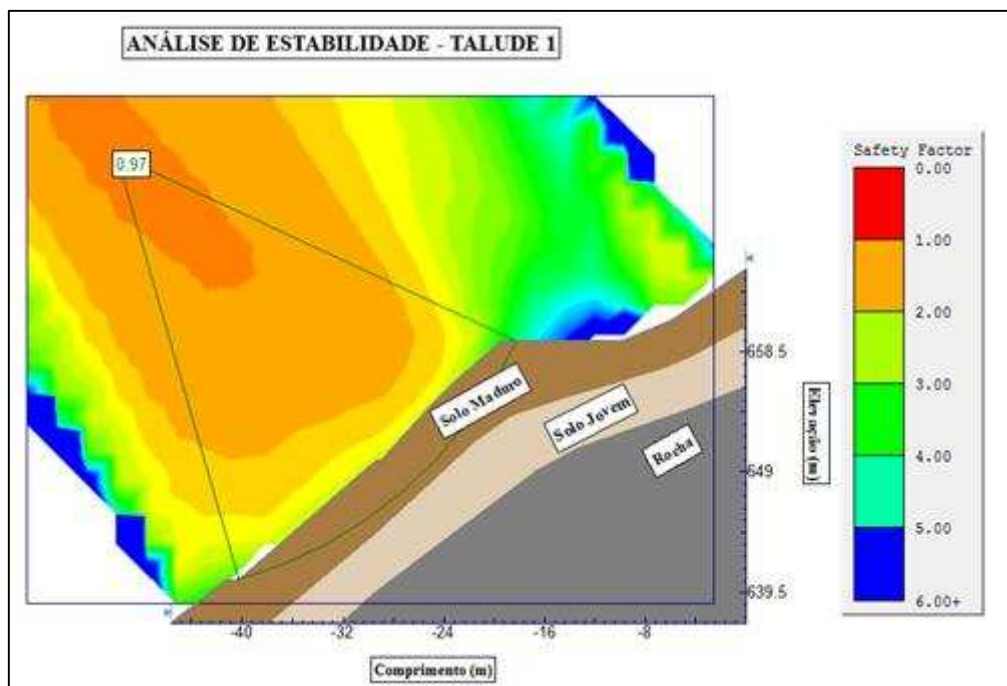 ANÁLISE DE ESTABILIDADE - TALUDE 1
0.97
Safety Factor
0.00
1.00
2.00
3.00
4.00
5.00
6.00+
Solo Maduro
Solo Jovem
Rocha
658.5
649
639.5
Elevação (m)
-40
-32
-24
-16
-8
Comprimento (m)